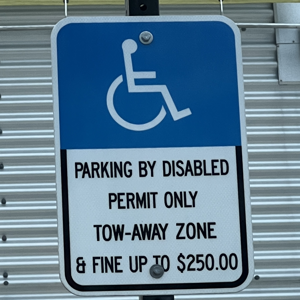 PARKING BY DISABLED
PERMIT ONLY
TOW-AWAY ZONE
& FINE UP TO $250.00